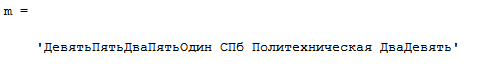 m =
'ДевятьПятьДваПятьОдин СПб Политехническая ДваДевять'